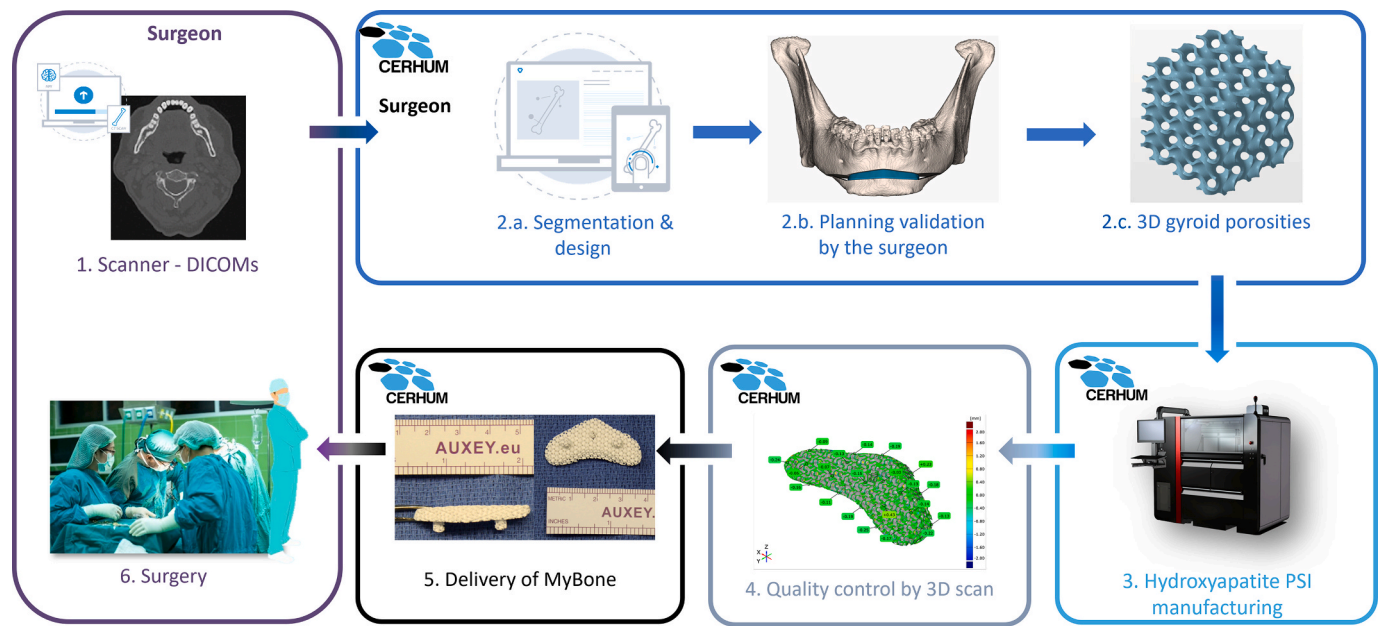 Surgeon
1. Scanner - DICOMs
CERHUM
Surgeon
2.a. Segmentation &
design
2.b. Planning validation
by the surgeon
2.c. 3D gyroid porosities
CERHUM
3. Hydroxyapatite PSI
manufacturing
CERHUM
[mm]
Z
X
Y
4. Quality control by 3D scan
CERHUM
AUXEY.eu
METRIC
INCHES
AUXEY.
5. Delivery of MyBone
6. Surgery